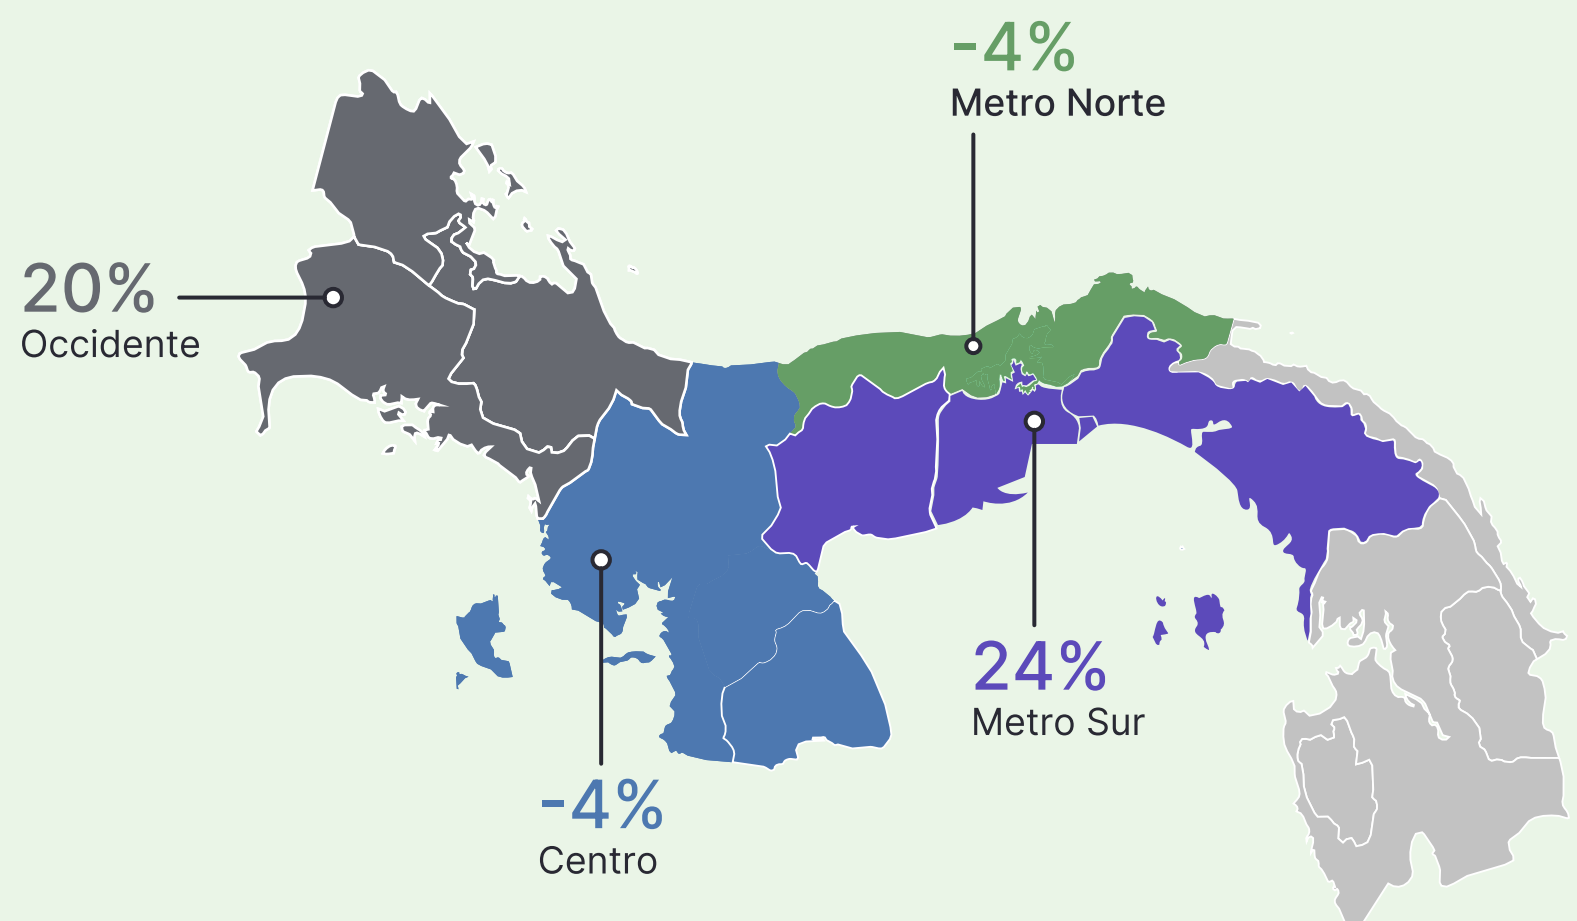 -4%
Metro Norte
20%
Occidente
24%
Metro Sur
-4%
Centro